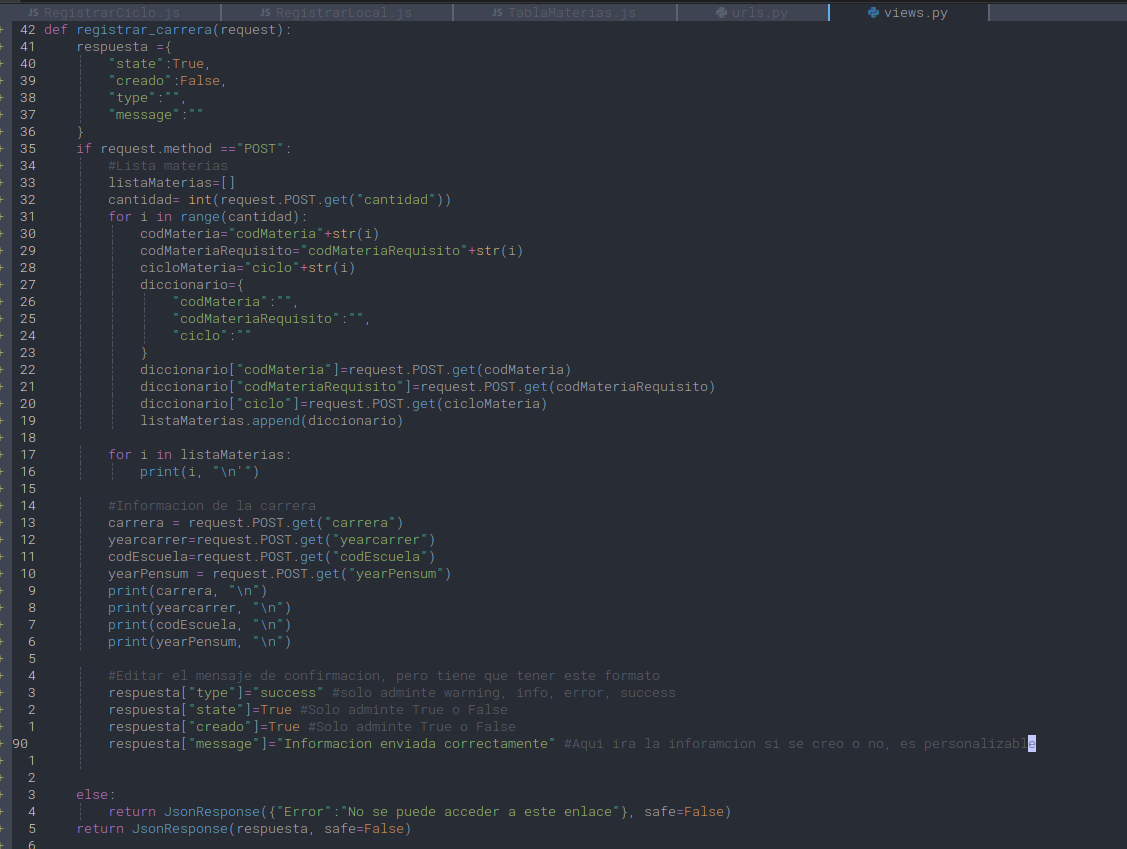 JS RegistrarCiclo.js JS RegistrarLocal.js JS TablaMaterias.js urls.py views.py
42 def registrar_carrera(request):
41 respuesta ={
40 "state":True,
39 "creado":False,
38 "type":"",
37 "message":""
36 }
35 if request.method =="POST":
34 #Lista materias
33 listaMaterias=[]
32 cantidad= int(request.POST.get("cantidad"))
31 for i in range(cantidad):
30 codMateria="codMateria"+str(i)
29 codMateriaRequisito="codMateriaRequisito"+str(i)
28 cicloMateria="ciclo"+str(i)
27 diccionario={
26 "codMateria":"",
25 "codMateriaRequisito":"",
24 "ciclo":""
23 }
22 diccionario["codMateria"]=request.POST.get(codMateria)
21 diccionario["codMateriaRequisito"]=request.POST.get(codMateriaRequisito)
20 diccionario["ciclo"]=request.POST.get(cicloMateria)
19 listaMaterias.append(diccionario)
18
17 for i in listaMaterias:
16 print(i, "\n'")
15
14 #Informacion de la carrera
13 carrera = request.POST.get("carrera")
12 yearcarrer=request.POST.get("yearcarrer")
11 codEscuela=request.POST.get("codEscuela")
10 yearPensum = request.POST.get("yearPensum")
9 print(carrera, "\n")
8 print(yearcarrer, "\n")
7 print(codEscuela, "\n")
6 print(yearPensum, "\n")
5
4 #Editar el mensaje de confirmacion, pero tiene que tener este formato
3 respuesta["type"]="success" #solo adminte warning, info, error, success
2 respuesta["state"]=True #Solo adminte True o False
1 respuesta["creado"]=True #Solo adminte True o False
90 respuesta["message"]="Informacion enviada correctamente" #Aqui ira la inforamcion si se creo o no, es personalizable
1
2
3 else:
4 return JsonResponse({"Error":"No se puede acceder a este enlace"}, safe=False)
5 return JsonResponse(respuesta, safe=False)
6